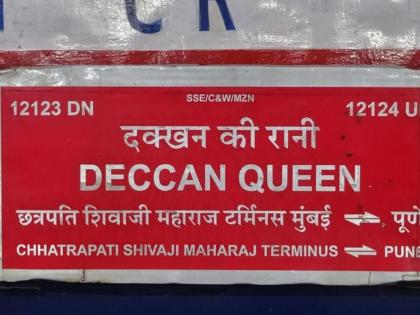 C R
SSE/C&W/MZN
12123 DN 12124 U
दक्खन की रानी
DECCAN QUEEN
छत्रपति शिवाजी महाराज टर्मिनस मुंबई ⇌ पूणे
CHHATRAPATI SHIVAJI MAHARAJ TERMINUS ⇌ PUNE